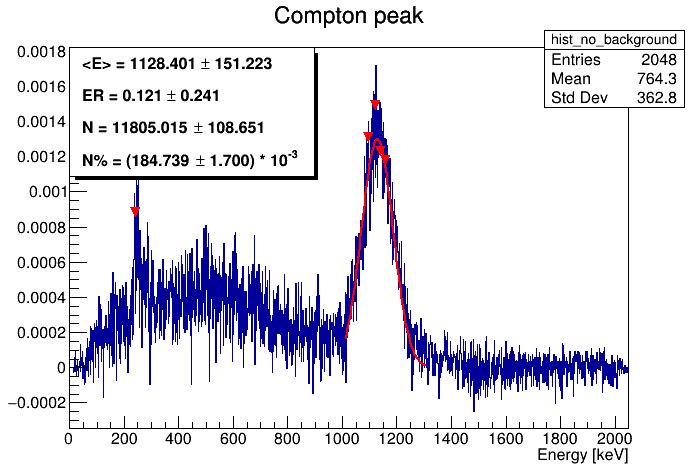 Compton peak
hist_no_background
Entries 2048
Mean 764.3
Std Dev 362.8
<E> = 1128.401 ± 151.223
ER = 0.121 ± 0.241
N = 11805.015 ± 108.651
N% = (184.739 ± 1.700) * 10⁻³
0.0018
0.0016
0.0014
0.0012
0.001
0.0008
0.0006
0.0004
0.0002
0
−0.0002
0 200 400 600 800 1000 1200 1400 1600 1800 2000
Energy [keV]